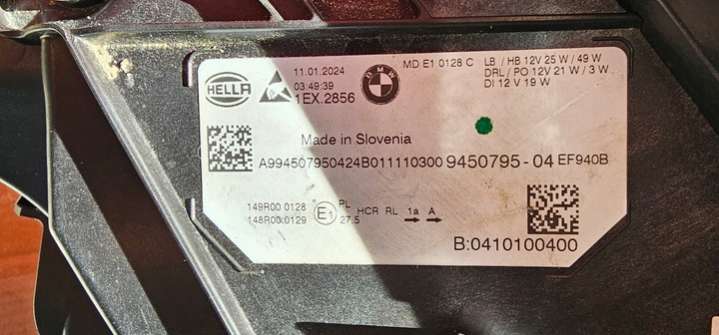 HELLA
11.01.2024
03:49:39
1EX.2856
BMW
MD E1 0128 C
LB / HB 12V 25 W / 49 W
DRL / PO 12V 21 W / 3 W
DI 12 V 19 W
Made in Slovenia
A994507950424B011110300 9450795 - 04 EF940B
149R00 0128
148R00:0129
E1
PL
27.5
HCR RL
1a A
B:0410100400